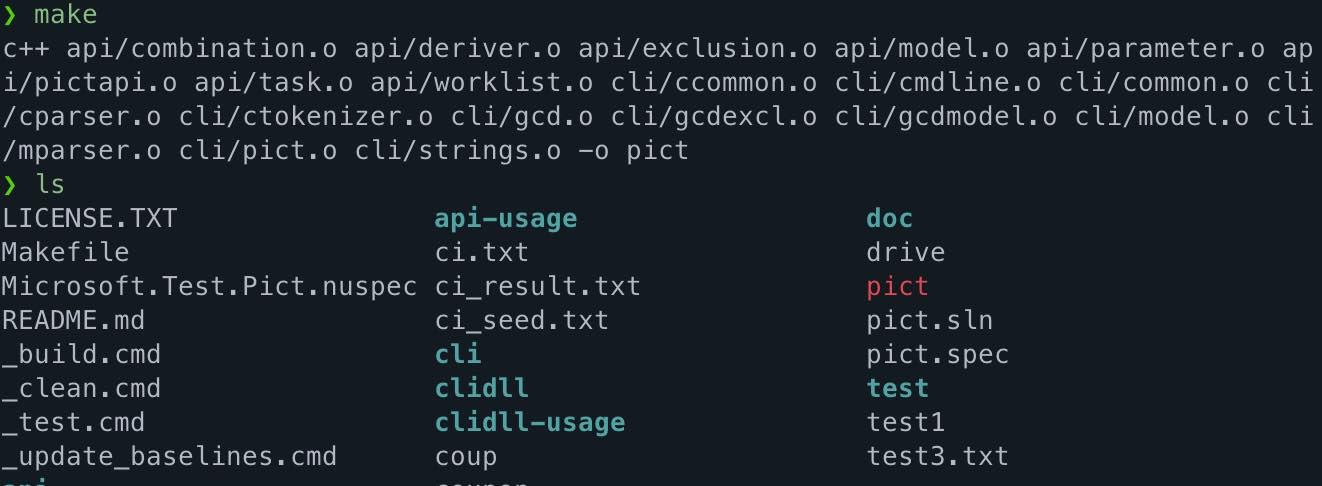 ❯ make
c++ api/combination.o api/deriver.o api/exclusion.o api/model.o api/parameter.o ap
i/pictapi.o api/task.o api/worklist.o cli/ccommon.o cli/cmdline.o cli/common.o cli
/cparser.o cli/ctokenizer.o cli/gcd.o cli/gcdexcl.o cli/gcdmodel.o cli/model.o cli
/mparser.o cli/pict.o cli/strings.o -o pict
❯ ls
LICENSE.TXT api-usage doc
Makefile ci.txt drive
Microsoft.Test.Pict.nuspec ci_result.txt pict
README.md ci_seed.txt pict.sln
_build.cmd cli pict.spec
_clean.cmd clidll test
_test.cmd clidll-usage test1
_update_baselines.cmd coup test3.txt